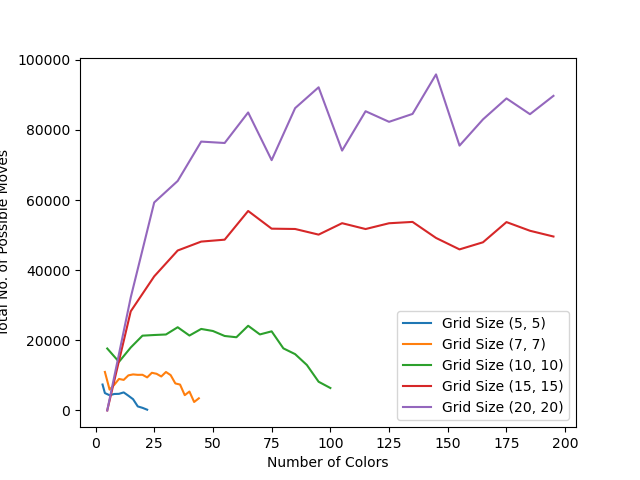 100000
80000
60000
40000
20000
0
Total No. of Possible Moves
0 25 50 75 100 125 150 175 200
Number of Colors
Grid Size (5, 5)
Grid Size (7, 7)
Grid Size (10, 10)
Grid Size (15, 15)
Grid Size (20, 20)